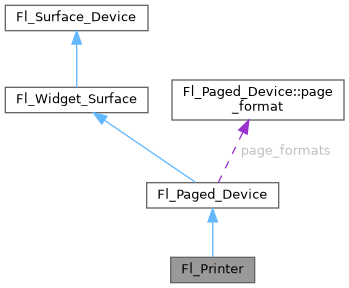 Fl_Surface_Device
Fl_Widget_Surface
Fl_Paged_Device::page
_format
page_formats
Fl_Paged_Device
Fl_Printer